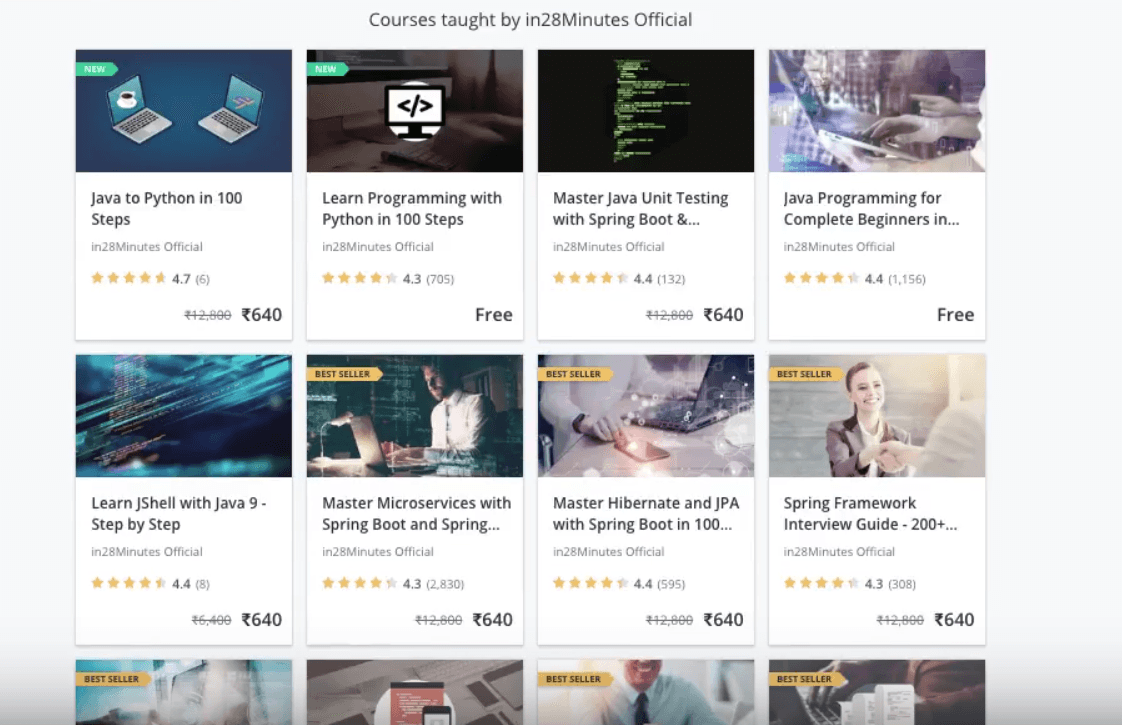 Courses taught by in28Minutes Official
NEW
Java to Python in 100
Steps
in28Minutes Official
4.7 (6)
₹12,800 ₹640
NEW
</>
Learn Programming with
Python in 100 Steps
in28Minutes Official
4.3 (705)
Free
Master Java Unit Testing
with Spring Boot &...
in28Minutes Official
4.4 (132)
₹12,800 ₹640
Java Programming for
Complete Beginners in...
in28Minutes Official
4.4 (1,156)
Free
Learn JShell with Java 9 -
Step by Step
in28Minutes Official
4.4 (8)
₹6,400 ₹640
BEST SELLER
Master Microservices with
Spring Boot and Spring...
in28Minutes Official
4.3 (2,830)
₹12,800 ₹640
BEST SELLER
Master Hibernate and JPA
with Spring Boot in 100...
in28Minutes Official
4.4 (595)
₹12,800 ₹640
BEST SELLER
Spring Framework
Interview Guide - 200+...
in28Minutes Official
4.3 (308)
₹12,800 ₹640
BEST SELLER
BEST SELLER
BEST SELLER